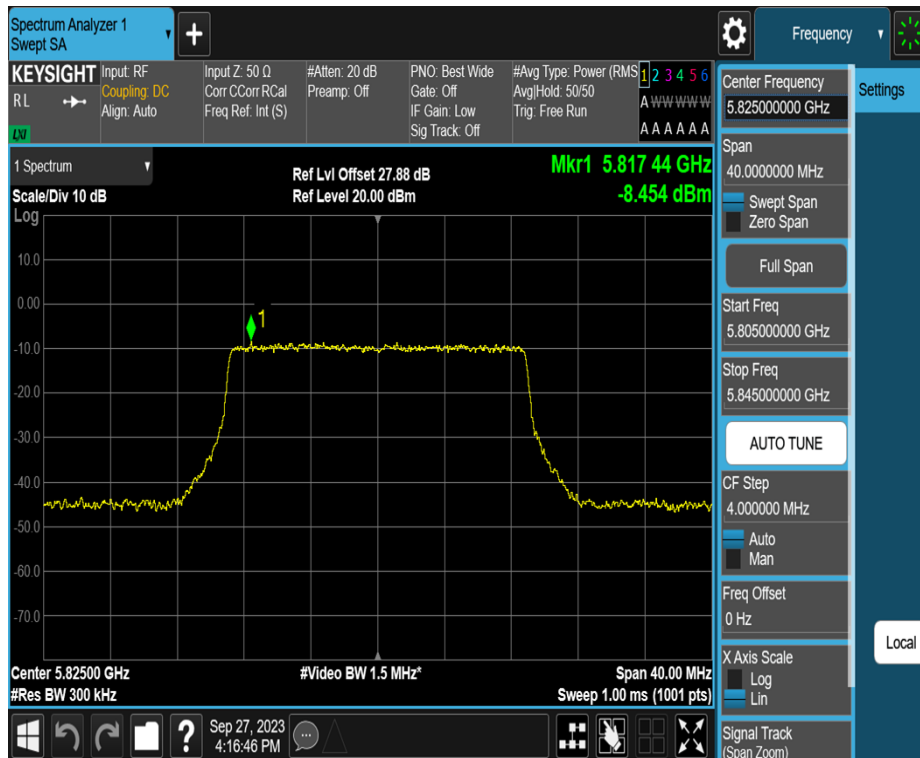 Spectrum Analyzer 1
Swept SA
Frequency
KEYSIGHT
RL
LXI
Input: RF
Coupling: DC
Align: Auto
Input Z: 50 Ω
Corr CCorr RCal
Freq Ref: Int (S)
#Atten: 20 dB
Preamp: Off
PNO: Best Wide
Gate: Off
IF Gain: Low
Sig Track: Off
#Avg Type: Power (RMS
Avg|Hold: 50/50
Trig: Free Run
1 2 3 4 5 6
A W W W W W
A A A A A A
1 Spectrum
Scale/Div 10 dB
Ref Lvl Offset 27.88 dB
Ref Level 20.00 dBm
Mkr1 5.817 44 GHz
-8.454 dBm
Log
10.0
0.00
-10.0
-20.0
-30.0
-40.0
-50.0
-60.0
-70.0
1
Center 5.82500 GHz
#Res BW 300 kHz
#Video BW 1.5 MHz*
Span 40.00 MHz
Sweep 1.00 ms (1001 pts)
Center Frequency
5.825000000 GHz
Span
40.0000000 MHz
Swept Span
Zero Span
Full Span
Start Freq
5.805000000 GHz
Stop Freq
5.845000000 GHz
AUTO TUNE
CF Step
4.000000 MHz
Auto
Man
Freq Offset
0 Hz
X Axis Scale
Log
Lin
Signal Track
(Span Zoom)
Settings
Local
?
Sep 27, 2023
4:16:46 PM